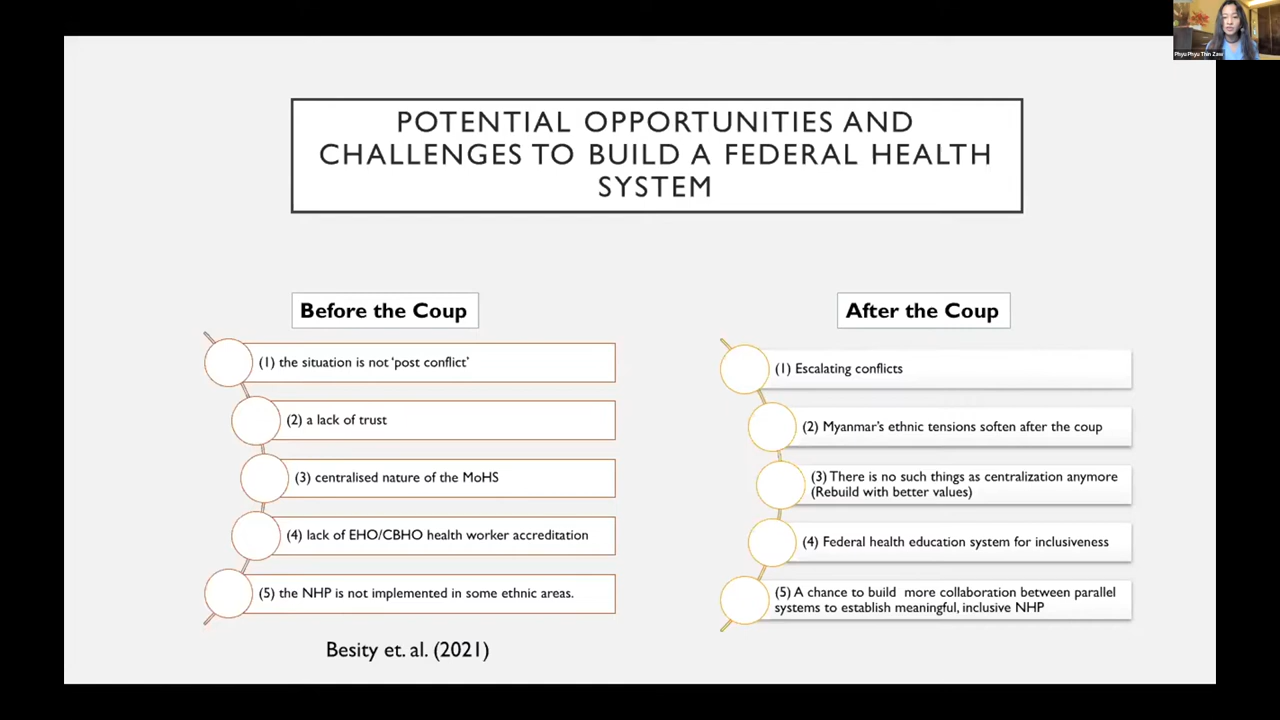 POTENTIAL OPPORTUNITIES AND
CHALLENGES TO BUILD A FEDERAL HEALTH
SYSTEM
Before the Coup
(1) the situation is not ‘post conflict’
(2) a lack of trust
(3) centralised nature of the MoHS
(4) lack of EHO/CBHO health worker accreditation
(5) the NHP is not implemented in some ethnic areas.
Besity et. al. (2021)
After the Coup
(1) Escalating conflicts
(2) Myanmar’s ethnic tensions soften after the coup
(3) There is no such things as centralization anymore
(Rebuild with better values)
(4) Federal health education system for inclusiveness
(5) A chance to build more collaboration between parallel
systems to establish meaningful, inclusive NHP
Phyu Phyu Thin Zaw